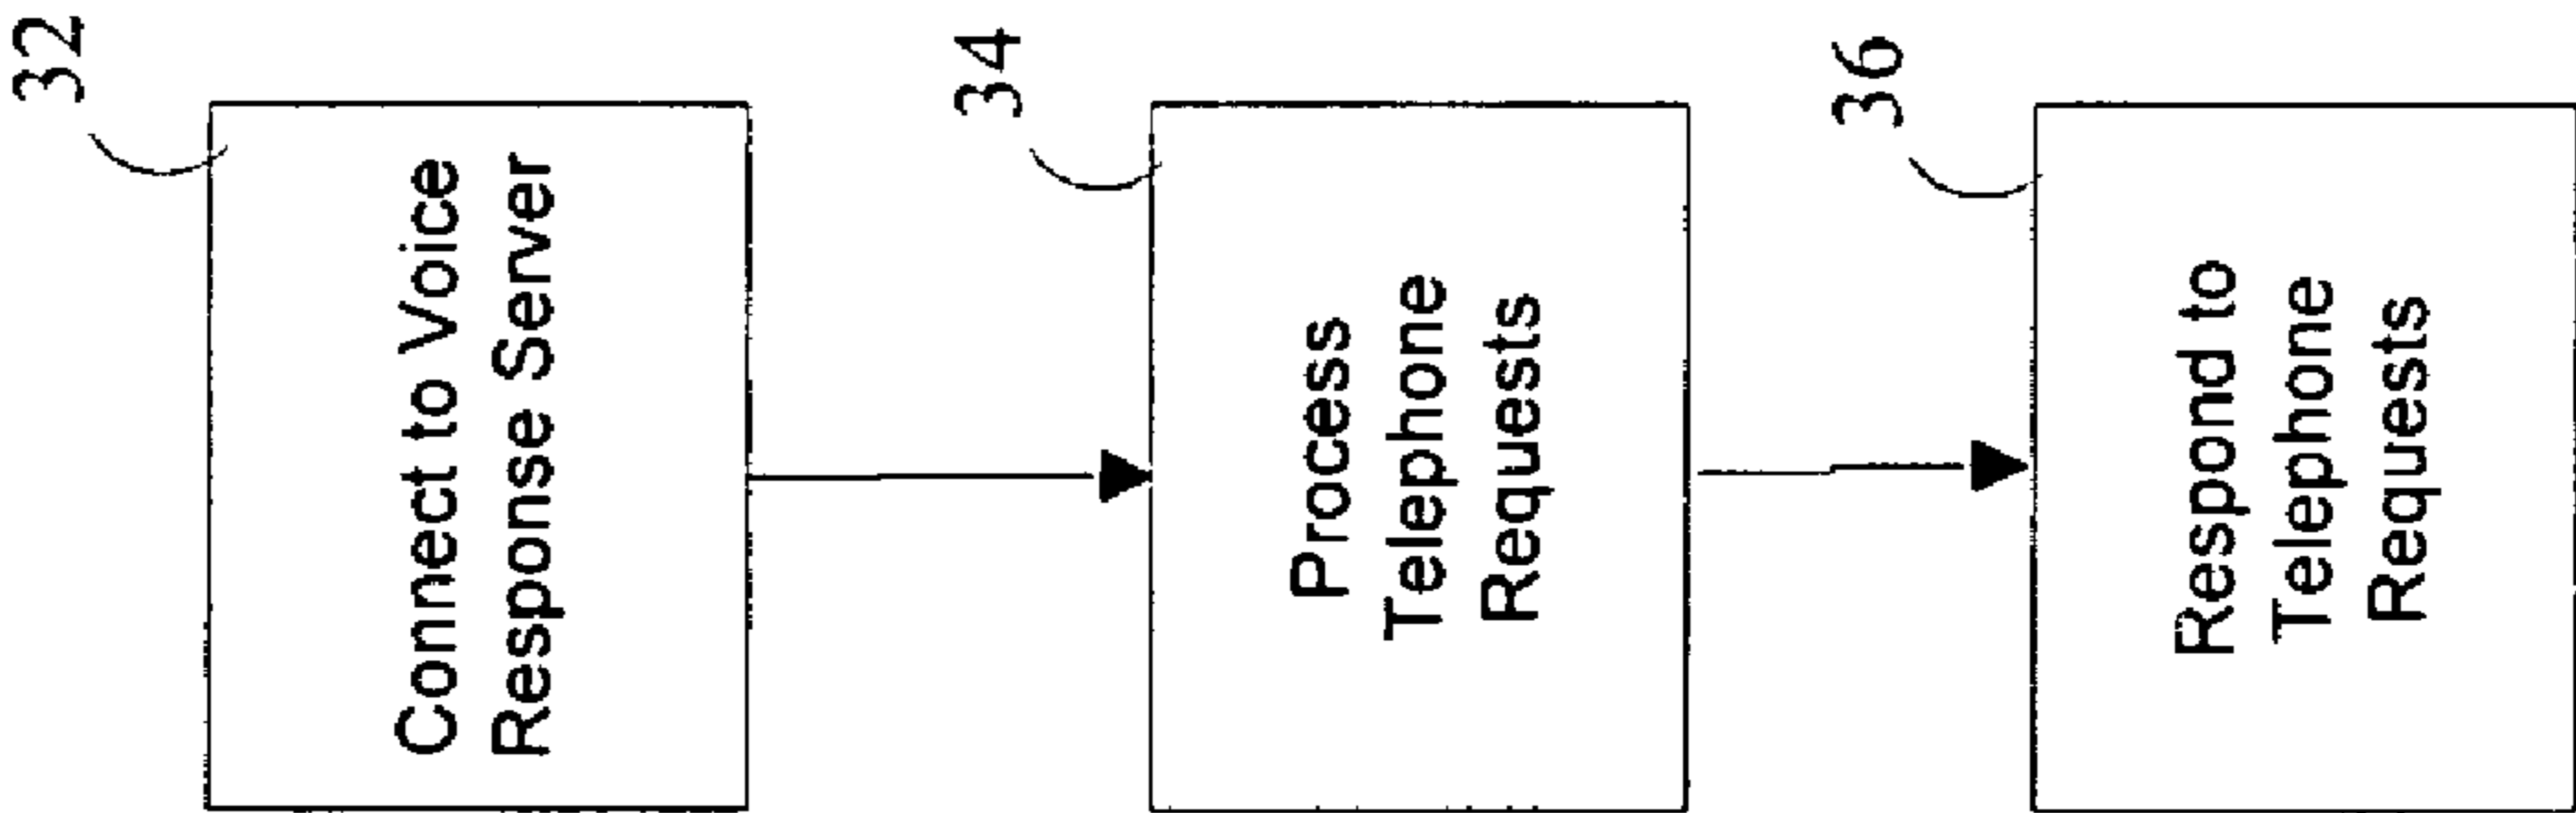 32
Connect to Voice
Response Server
34
Process
Telephone
Requests
36
Respond to
Telephone
Requests